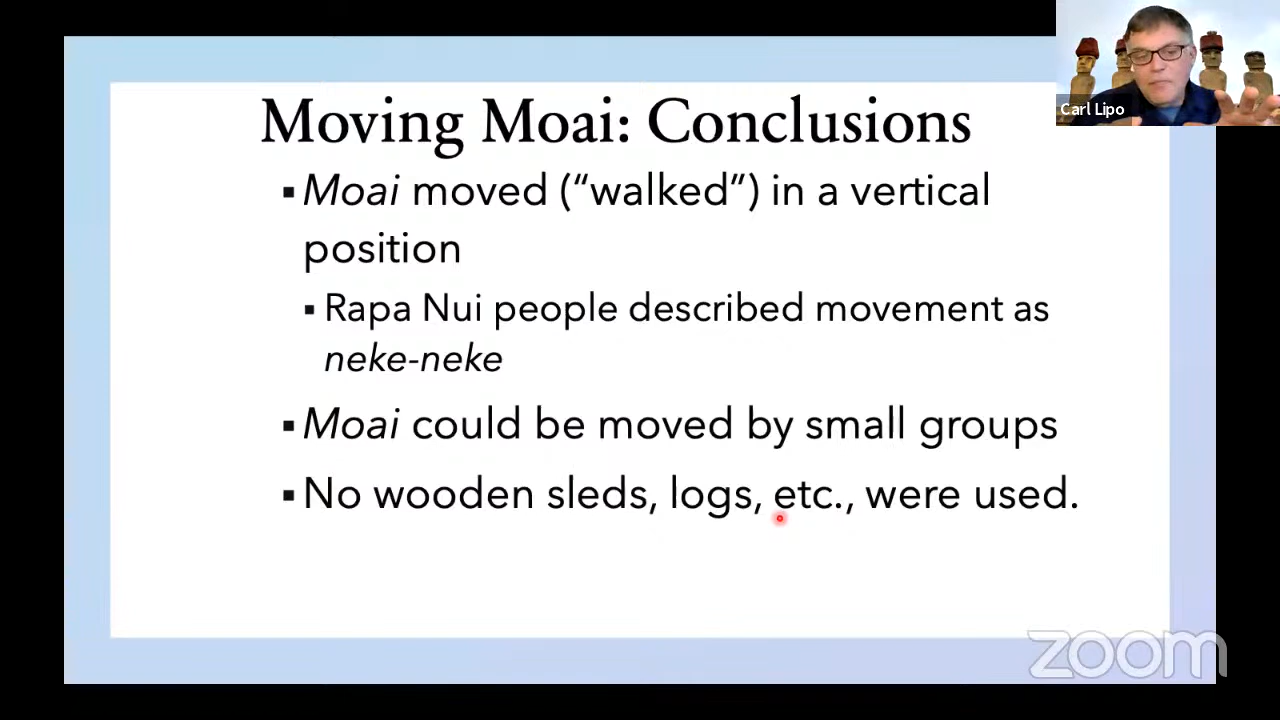 Carl Lipo
Moving Moai: Conclusions
▪ Moai moved (“walked”) in a vertical
position
▪ Rapa Nui people described movement as
neke-neke
▪ Moai could be moved by small groups
▪ No wooden sleds, logs, etc., were used.
zoom